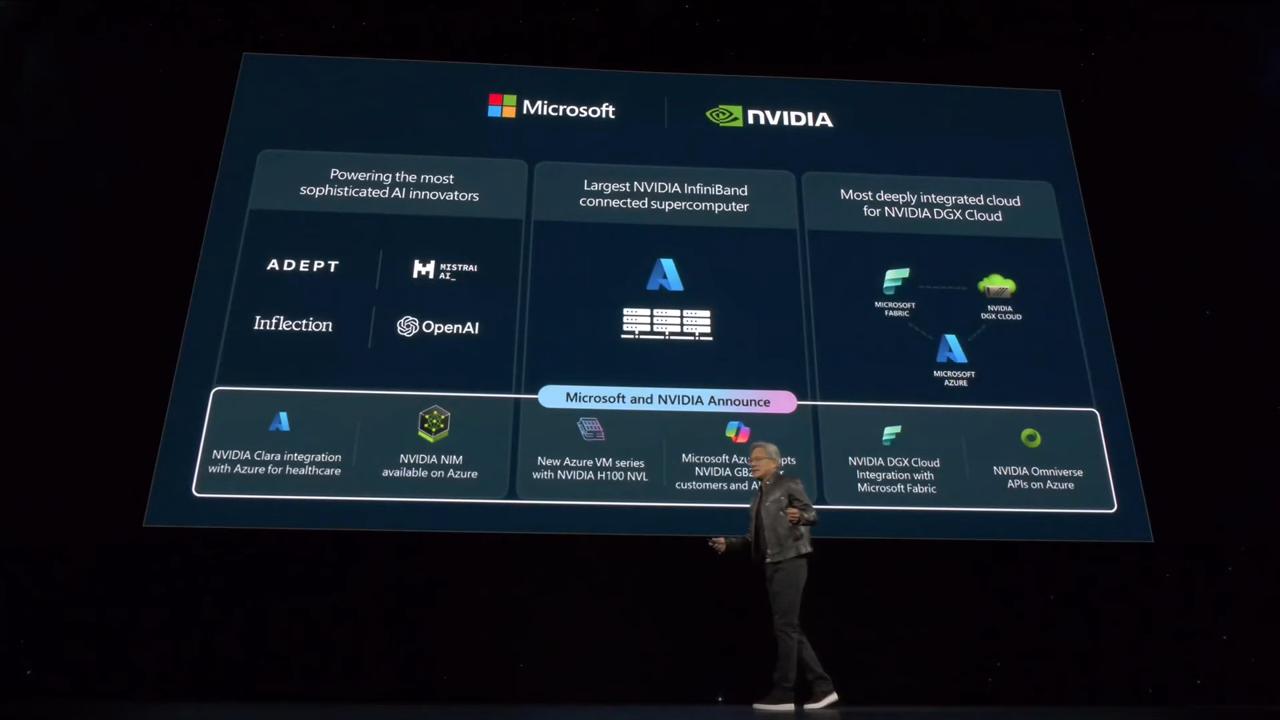 Microsoft
NVIDIA
Powering the most
sophisticated AI innovators
ADEPT
MISTRAL
AI_
Inflection
OpenAI
Largest NVIDIA InfiniBand
connected supercomputer
Most deeply integrated cloud
for NVIDIA DGX Cloud
MICROSOFT
FABRIC
NVIDIA
DGX CLOUD
MICROSOFT
AZURE
Microsoft and NVIDIA Announce
NVIDIA Clara integration
with Azure for healthcare
NVIDIA NIM
available on Azure
New Azure VM series
with NVIDIA H100 NVL
Microsoft
NVIDIA
customers and
NVIDIA DGX Cloud
Integration with
Microsoft Fabric
NVIDIA Omniverse
APIs on Azure